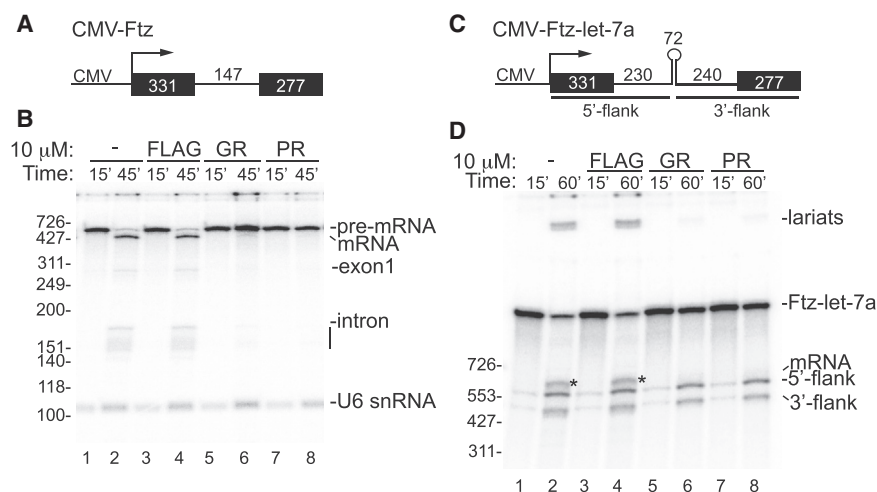 A
CMV-Ftz
CMV 331 147 277
B
10 µM: - FLAG GR PR
Time: 15' 45' 15' 45' 15' 45' 15' 45'
726-
427-
311-
249-
200-
151-
140-
118-
100-
-pre-mRNA
mRNA
-exon1
-intron
-U6 snRNA
1 2 3 4 5 6 7 8
C
CMV-Ftz-let-7a
72
CMV 331 230 240 277
5'-flank 3'-flank
D
10 µM: - FLAG GR PR
Time: 15' 60' 15' 60' 15' 60' 15' 60'
-lariats
-Ftz-let-7a
726-
553-
427-
311-
* *
mRNA
-5'-flank
3'-flank
1 2 3 4 5 6 7 8